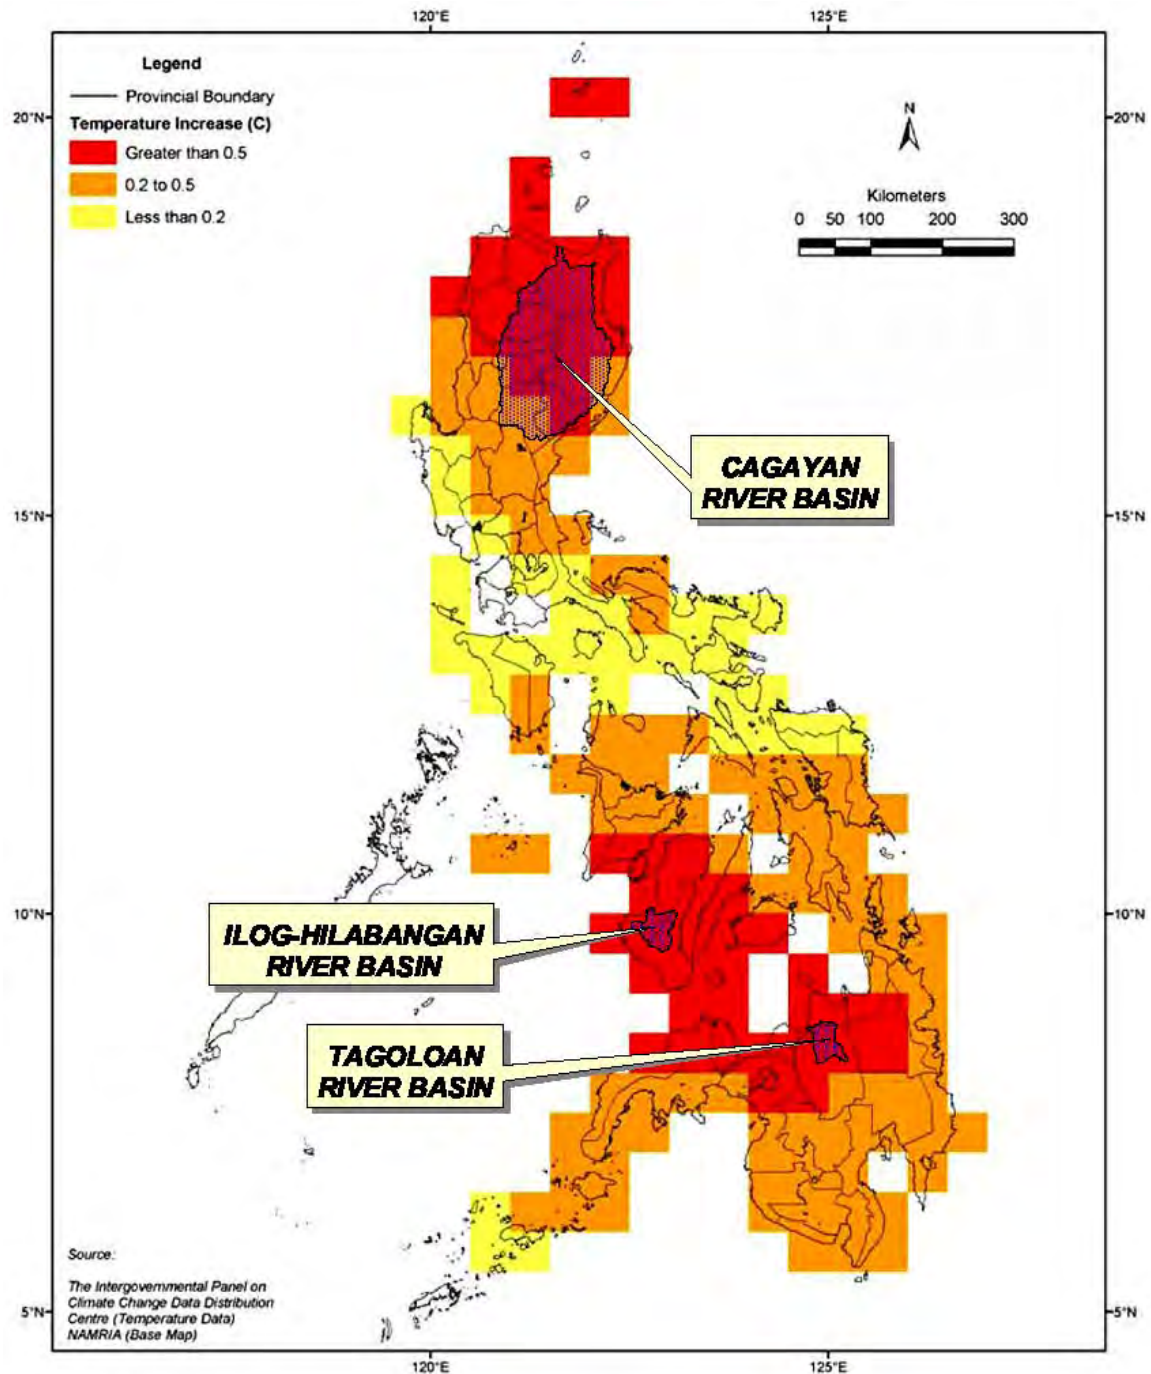 120°E 125°E
Legend
Provincial Boundary
Temperature Increase (C)
Greater than 0.5
0.2 to 0.5
Less than 0.2
20°N 20°N
N
Kilometers
0 50 100 200 300
CAGAYAN
RIVER BASIN
15°N 15°N
10°N 10°N
ILOG-HILABANGAN
RIVER BASIN
TAGOLOAN
RIVER BASIN
Source:
The Intergovernmental Panel on
Climate Change Data Distribution
Centre (Temperature Data)
NAMRIA (Base Map)
5°N 5°N
120°E 125°E